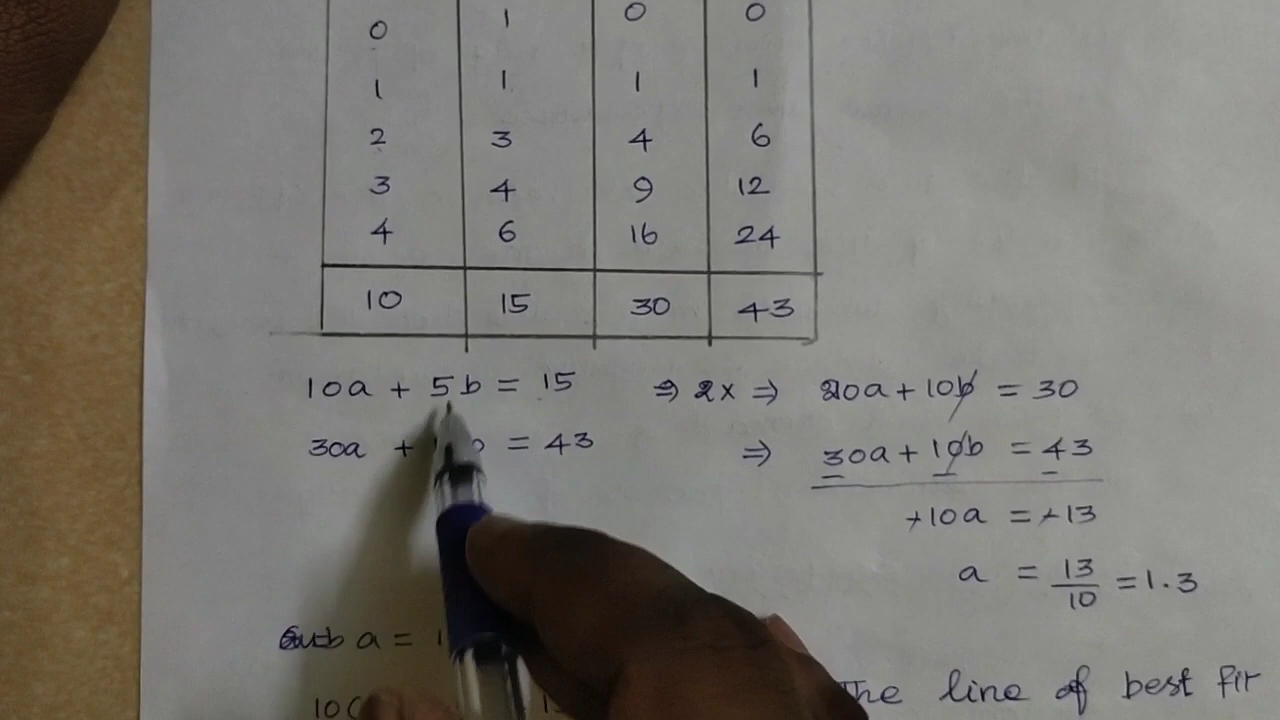 0 1 0 0
1 1 1 1
2 3 4 6
3 4 9 12
4 6 16 24
10 15 30 43
10a + 5b = 15 ⇒ 2x ⇒ 20a + 10b = 30
30a + = 43 ⇒ 30a + 10b = 43
+10a = +13
a = 13/10 = 1.3
Sub a = 1
The line of best fit
10(